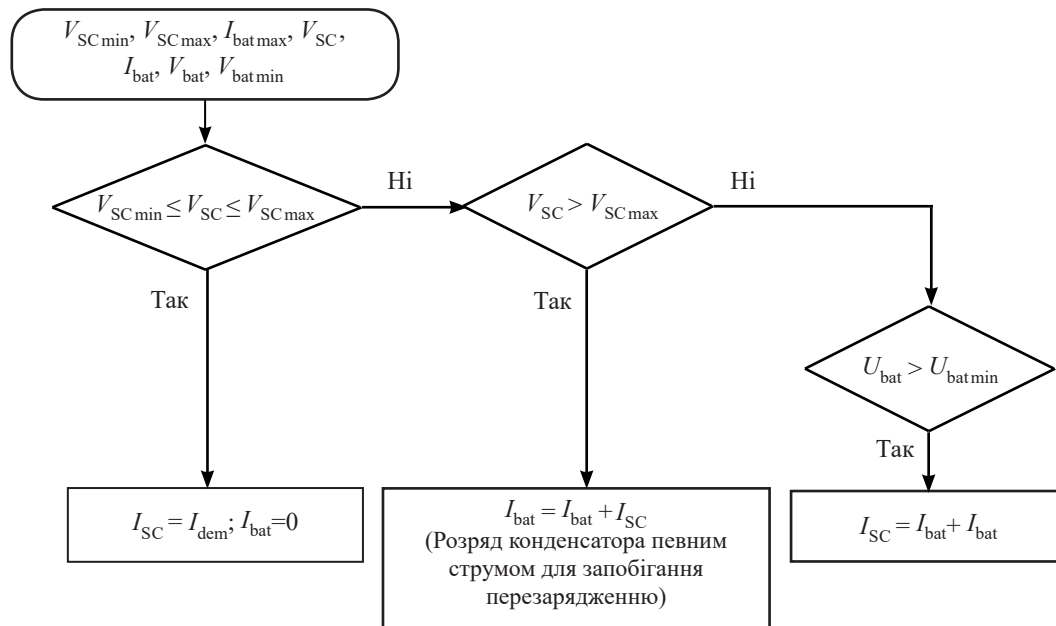 V_SC min, V_SC max, I_bat max, V_SC,
I_bat, V_bat, V_bat min
V_SC min ≤ V_SC ≤ V_SC max
Ні
V_SC > V_SC max
Ні
Так
Так
U_bat > U_bat min
Так
I_SC = I_dem; I_bat=0
I_bat = I_bat + I_SC
(Розряд конденсатора певним
струмом для запобігання
перезарядженню)
I_SC = I_bat + I_bat